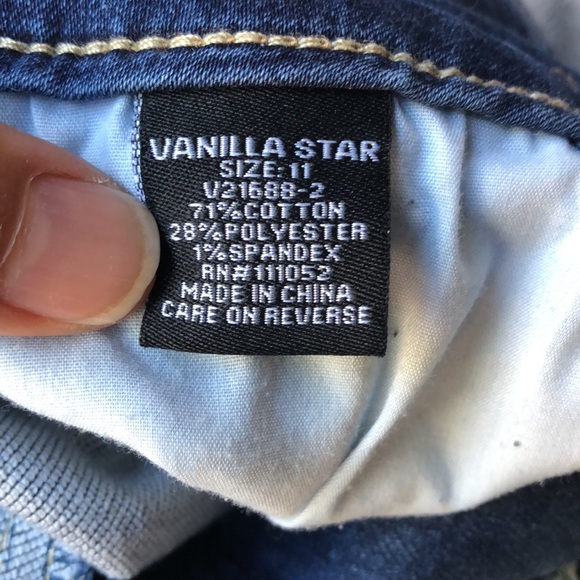 VANILLA STAR
SIZE:11
V2168B-2
71%COTTON
28%POLYESTER
1%SPANDEX
RN#111052
MADE IN CHINA
CARE ON REVERSE